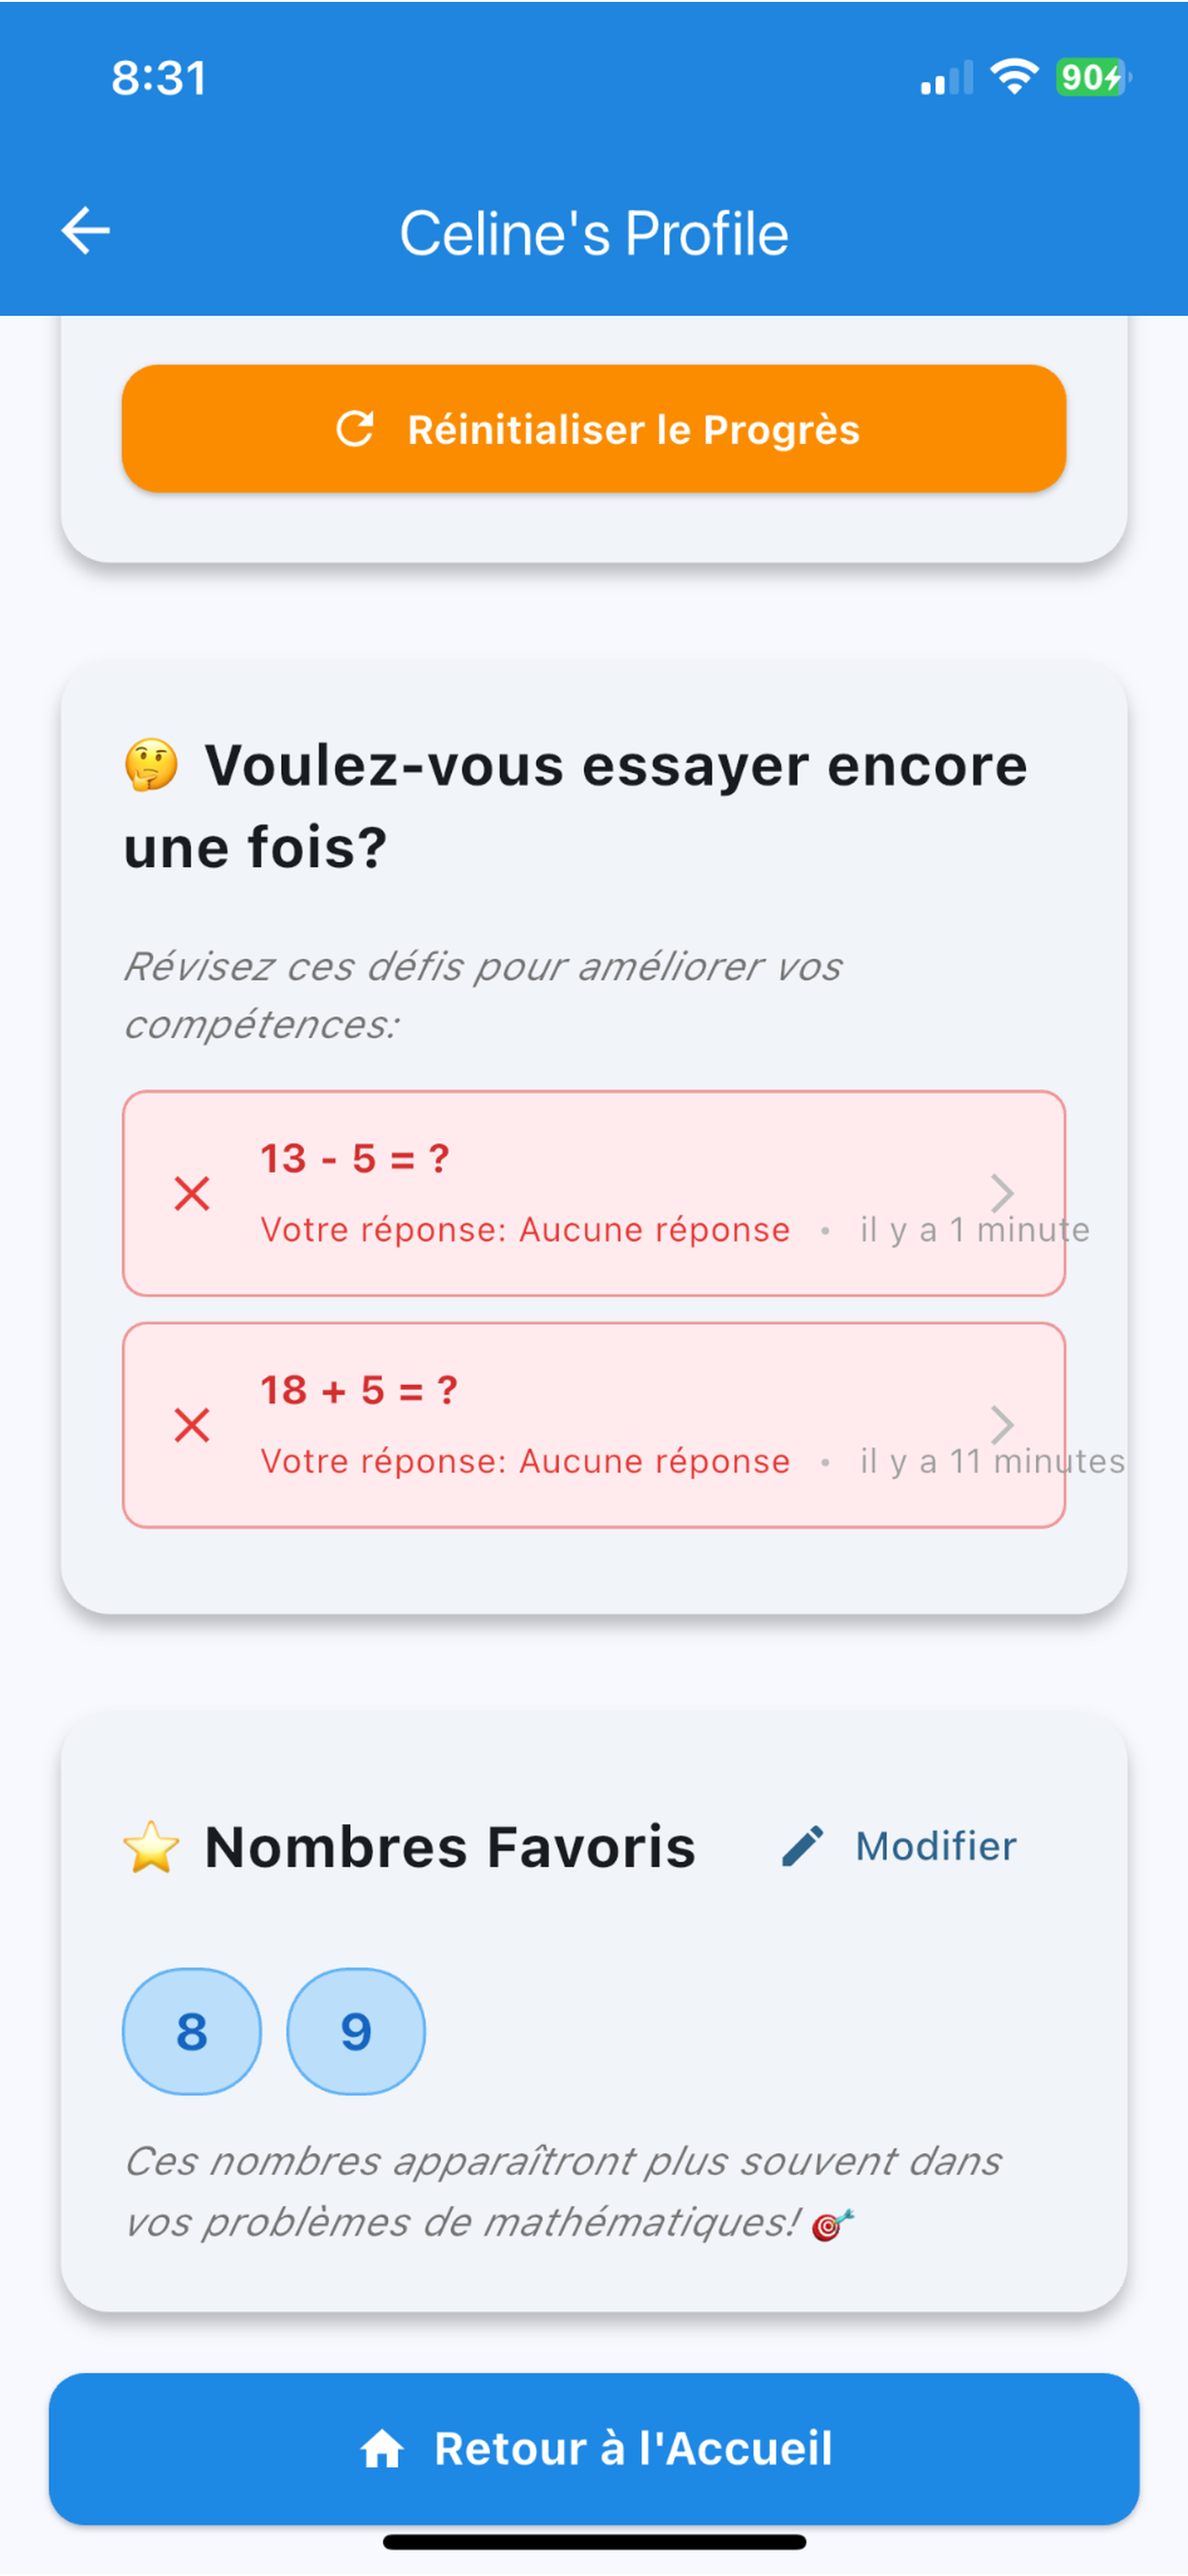 8:31
90
Celine's Profile
Réinitialiser le Progrès
🤔 Voulez-vous essayer encore
une fois?
Révisez ces défis pour améliorer vos
compétences:
13 - 5 = ?
Votre réponse: Aucune réponse • il y a 1 minute
18 + 5 = ?
Votre réponse: Aucune réponse • il y a 11 minutes
⭐ Nombres Favoris
Modifier
8 9
Ces nombres apparaîtront plus souvent dans
vos problèmes de mathématiques! 🎯
Retour à l'Accueil